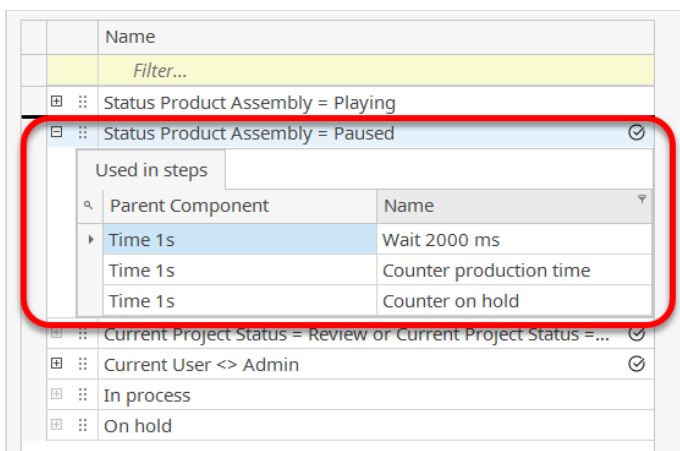 Name
Filter...
Status Product Assembly = Playing
Status Product Assembly = Paused
Used in steps
Parent Component Name
Time 1s Wait 2000 ms
Time 1s Counter production time
Time 1s Counter on hold
Current Project Status = Review or Current Project Status =...
Current User <> Admin
In process
On hold